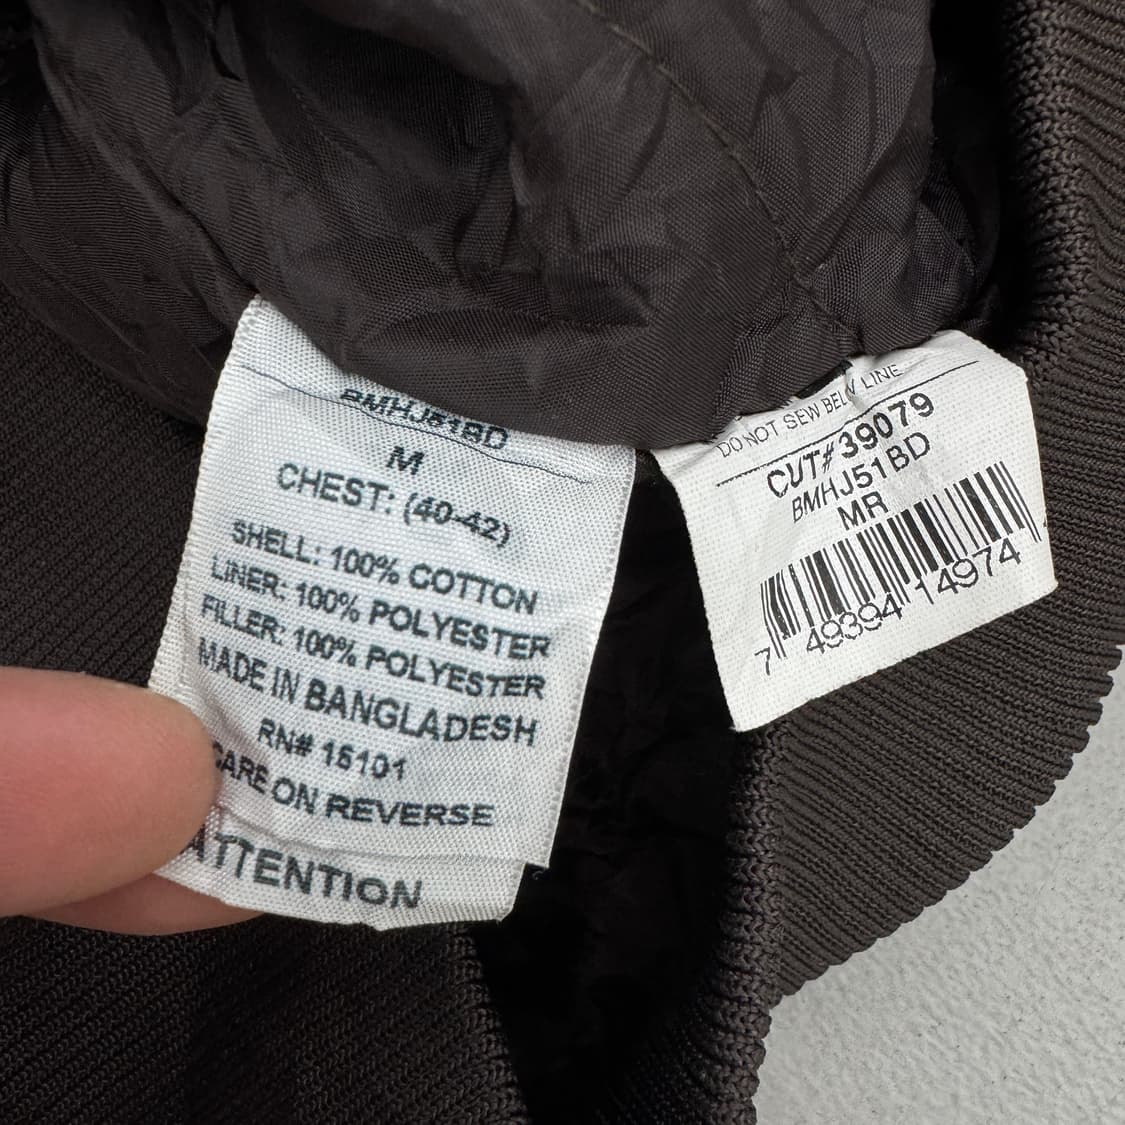 BMHJ51BD
M
CHEST: (40-42)
SHELL: 100% COTTON
LINER: 100% POLYESTER
FILLER: 100% POLYESTER
MADE IN BANGLADESH
RN# 15101
CARE ON REVERSE
ATTENTION
DO NOT SEW BELW LINE
CUT# 39079
BMHJ51BD
MR
7 49394 14974